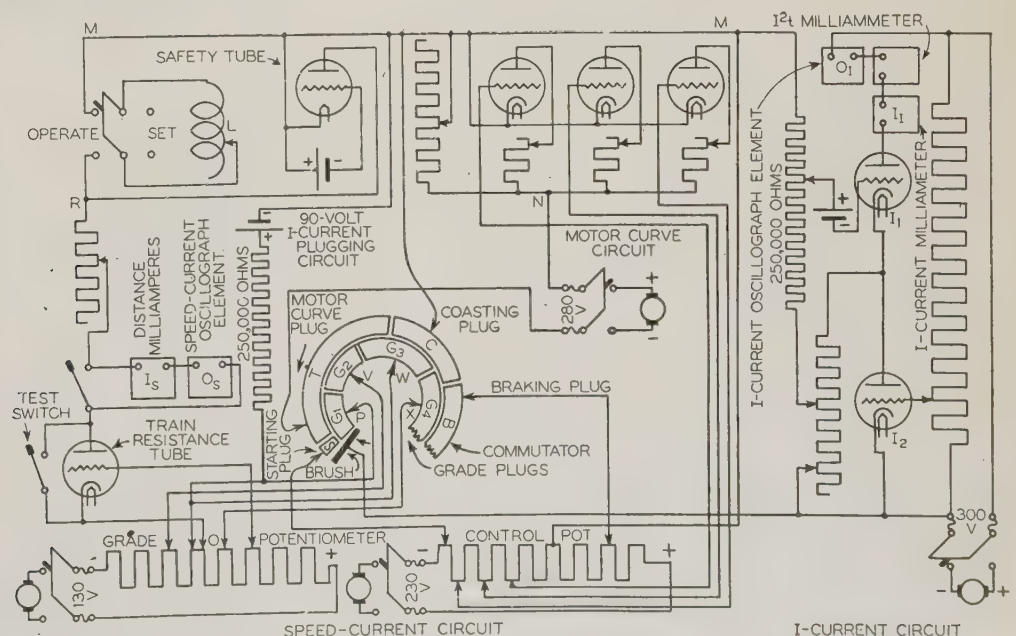 M
M
I²t MILLIAMMETER
SAFETY TUBE
O₁
I₁
OPERATE
SET
L
R
N
I-CURRENT OSCILLOGRAPH ELEMENT
250,000 OHMS
I-CURRENT MILLIAMETER
90-VOLT
I-CURRENT PLUGGING
CIRCUIT
250,000 OHMS
MOTOR CURVE
CIRCUIT
280
V
+
-
I₁
DISTANCE
MILLIAMPERES
SPEED-CURRENT
OSCILLOGRAPH
ELEMENT.
MOTOR
CURVE PLUG
COASTING
PLUG
I_S
O_S
T
C
G₂
G₃
V
W
G₁
P
G₄
X
B
S
BRAKING PLUG
TEST
SWITCH
TRAIN
RESISTANCE
TUBE
STARTING
PLUG
BRUSH
COMMUTATOR
GRADE PLUGS
I₂
GRADE
O
POTENTIOMETER
CONTROL
POT
- +
130
V
- +
230
V
300
V
- +
SPEED-CURRENT CIRCUIT
I-CURRENT CIRCUIT